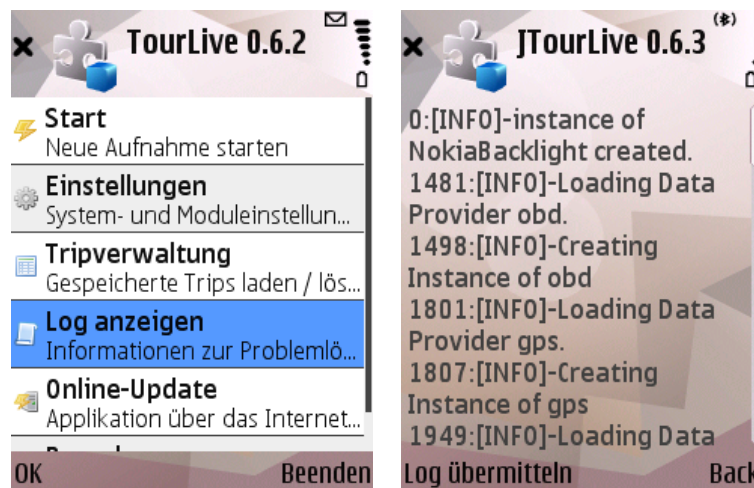 TourLive 0.6.2
Start
Neue Aufnahme starten
Einstellungen
System- und Moduleinstellun...
Tripverwaltung
Gespeicherte Trips laden / lös...
Log anzeigen
Informationen zur Problemlö...
Online-Update
Applikation über das Internet...
OK Beenden
JTourLive 0.6.3
0:[INFO]-instance of
NokiaBacklight created.
1481:[INFO]-Loading Data
Provider obd.
1498:[INFO]-Creating
Instance of obd
1801:[INFO]-Loading Data
Provider gps.
1807:[INFO]-Creating
Instance of gps
1949:[INFO]-Loading Data
Log übermitteln Back